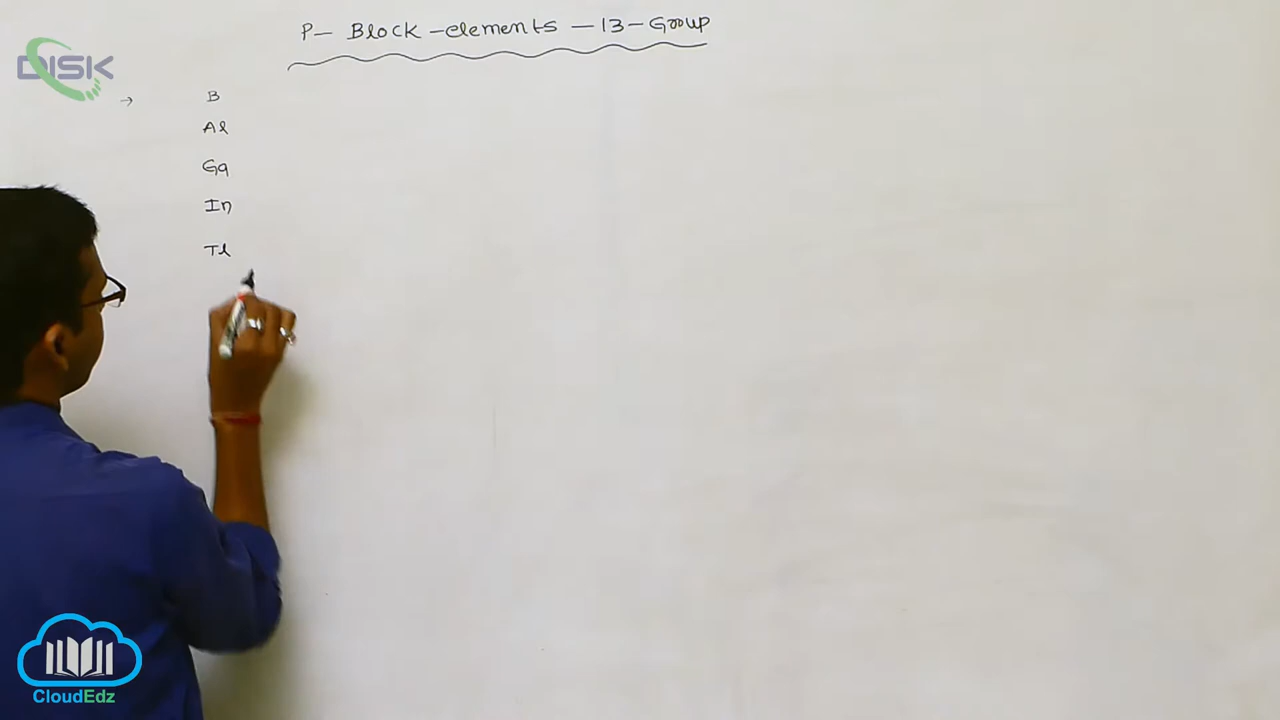 P- Block -elements - 13 - Group
DISK
→ B
Al
Ga
In
Tl
CloudEdz